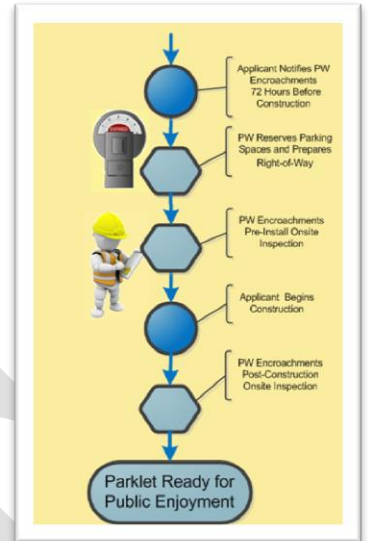 Applicant Notifies PW
Encroachments
72 Hours Before
Construction
PW Reserves Parking
Spaces and Prepares
Right-of-Way
PW Encroachments
Pre-Install Onsite
Inspection
Applicant Begins
Construction
PW Encroachments
Post-Construction
Onsite Inspection
Parklet Ready for
Public Enjoyment